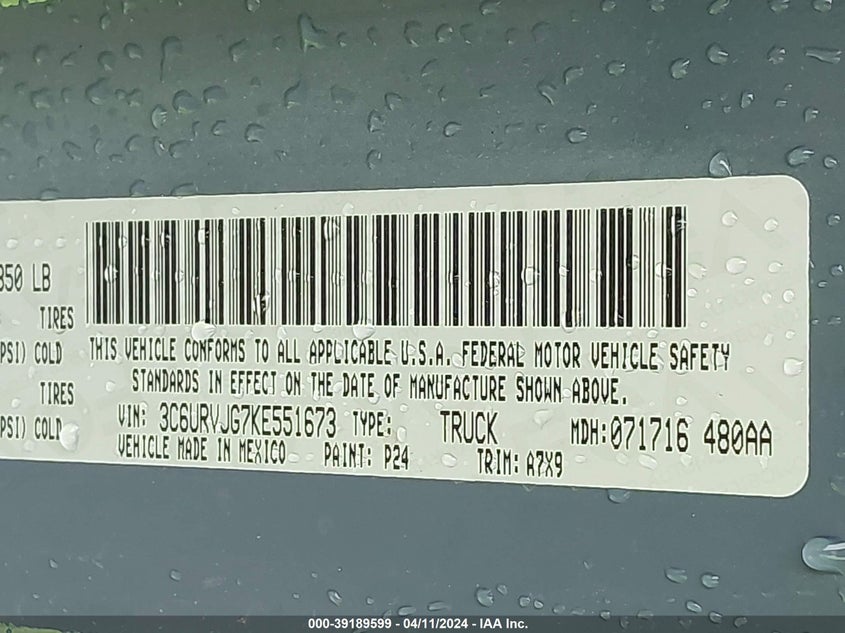 850 LB
TIRES
PSI) COLD
TIRES
PSI) COLD
THIS VEHICLE CONFORMS TO ALL APPLICABLE U.S.A. FEDERAL MOTOR VEHICLE SAFETY
STANDARDS IN EFFECT ON THE DATE OF MANUFACTURE SHOWN ABOVE.
VIN: 3C6URVJG7KE551673 TYPE: TRUCK MDH: 071716 480AA
VEHICLE MADE IN MEXICO PAINT: P24 TRIM: A7X9
000-39189599 - 04/11/2024 - IAA Inc.